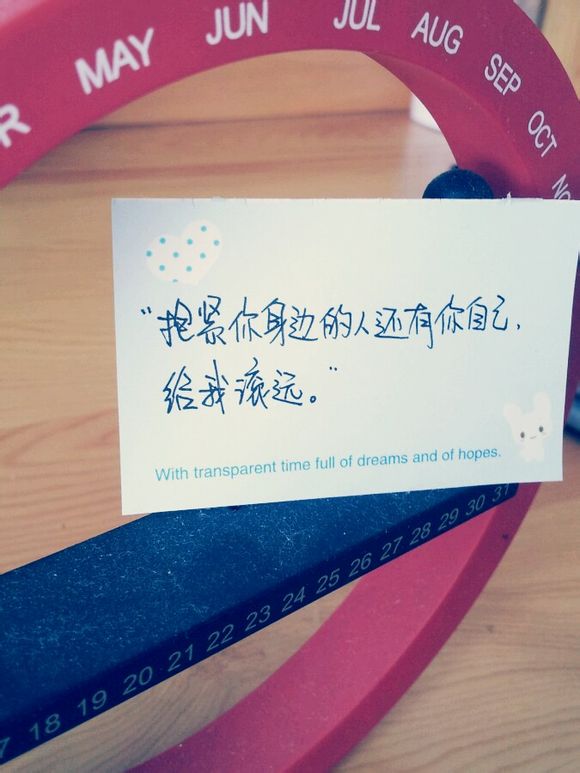 R
MAY
JUN
JUL
AUG
SEP
OCT
“抱紧你身边的人还有你自己，
给我滚远。”
With transparent time full of dreams and of hopes.
18 19 20 21 22 23 24 25 26 27 28 29 30 31